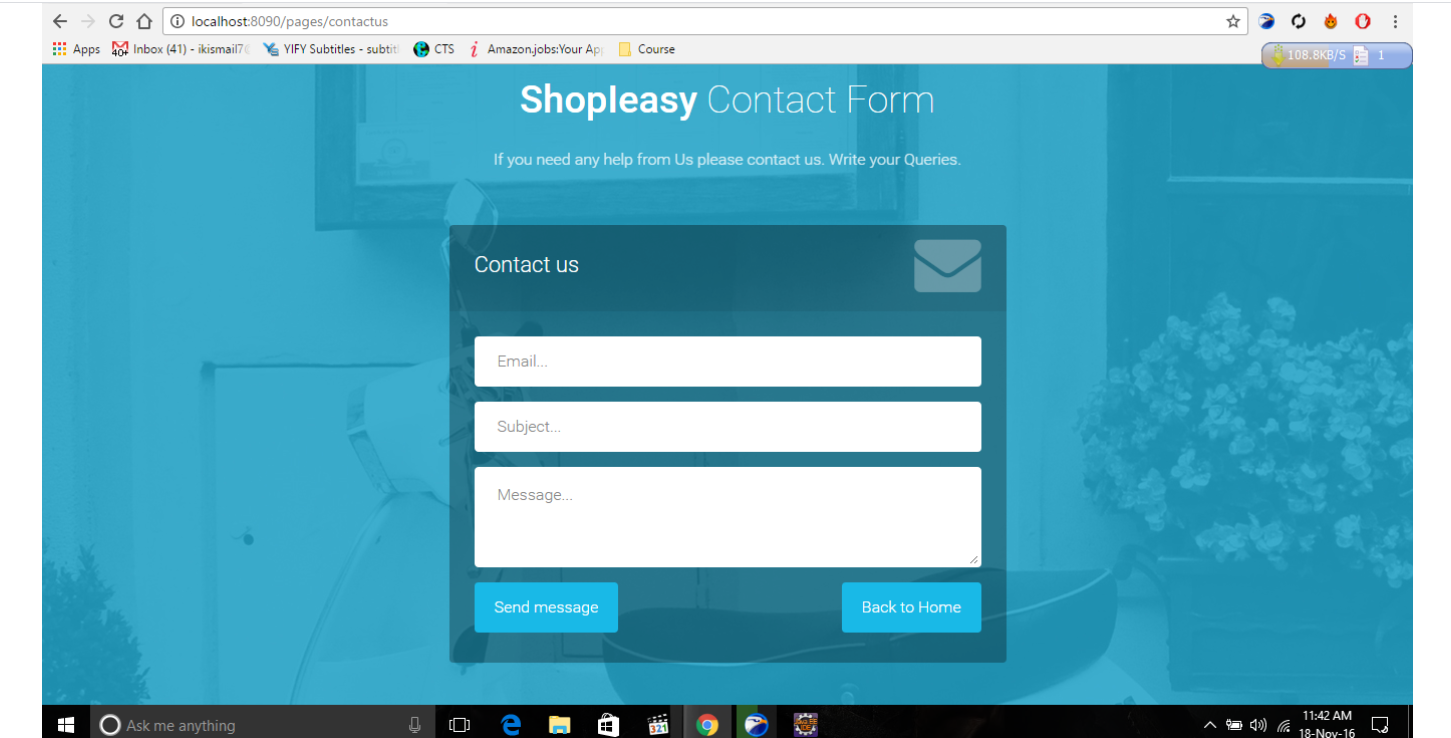 localhost:8090/pages/contactus
Apps
40+
Inbox (41) - ikismail7
YIFY Subtitles - subtit
CTS
Amazon.jobs:Your Ap
Course
108.8KB/S 1
Shopleasy Contact Form
If you need any help from Us please contact us. Write your Queries.
Contact us
Email...
Subject...
Message...
Send message
Back to Home
Ask me anything
321
11:42 AM
18-Nov-16